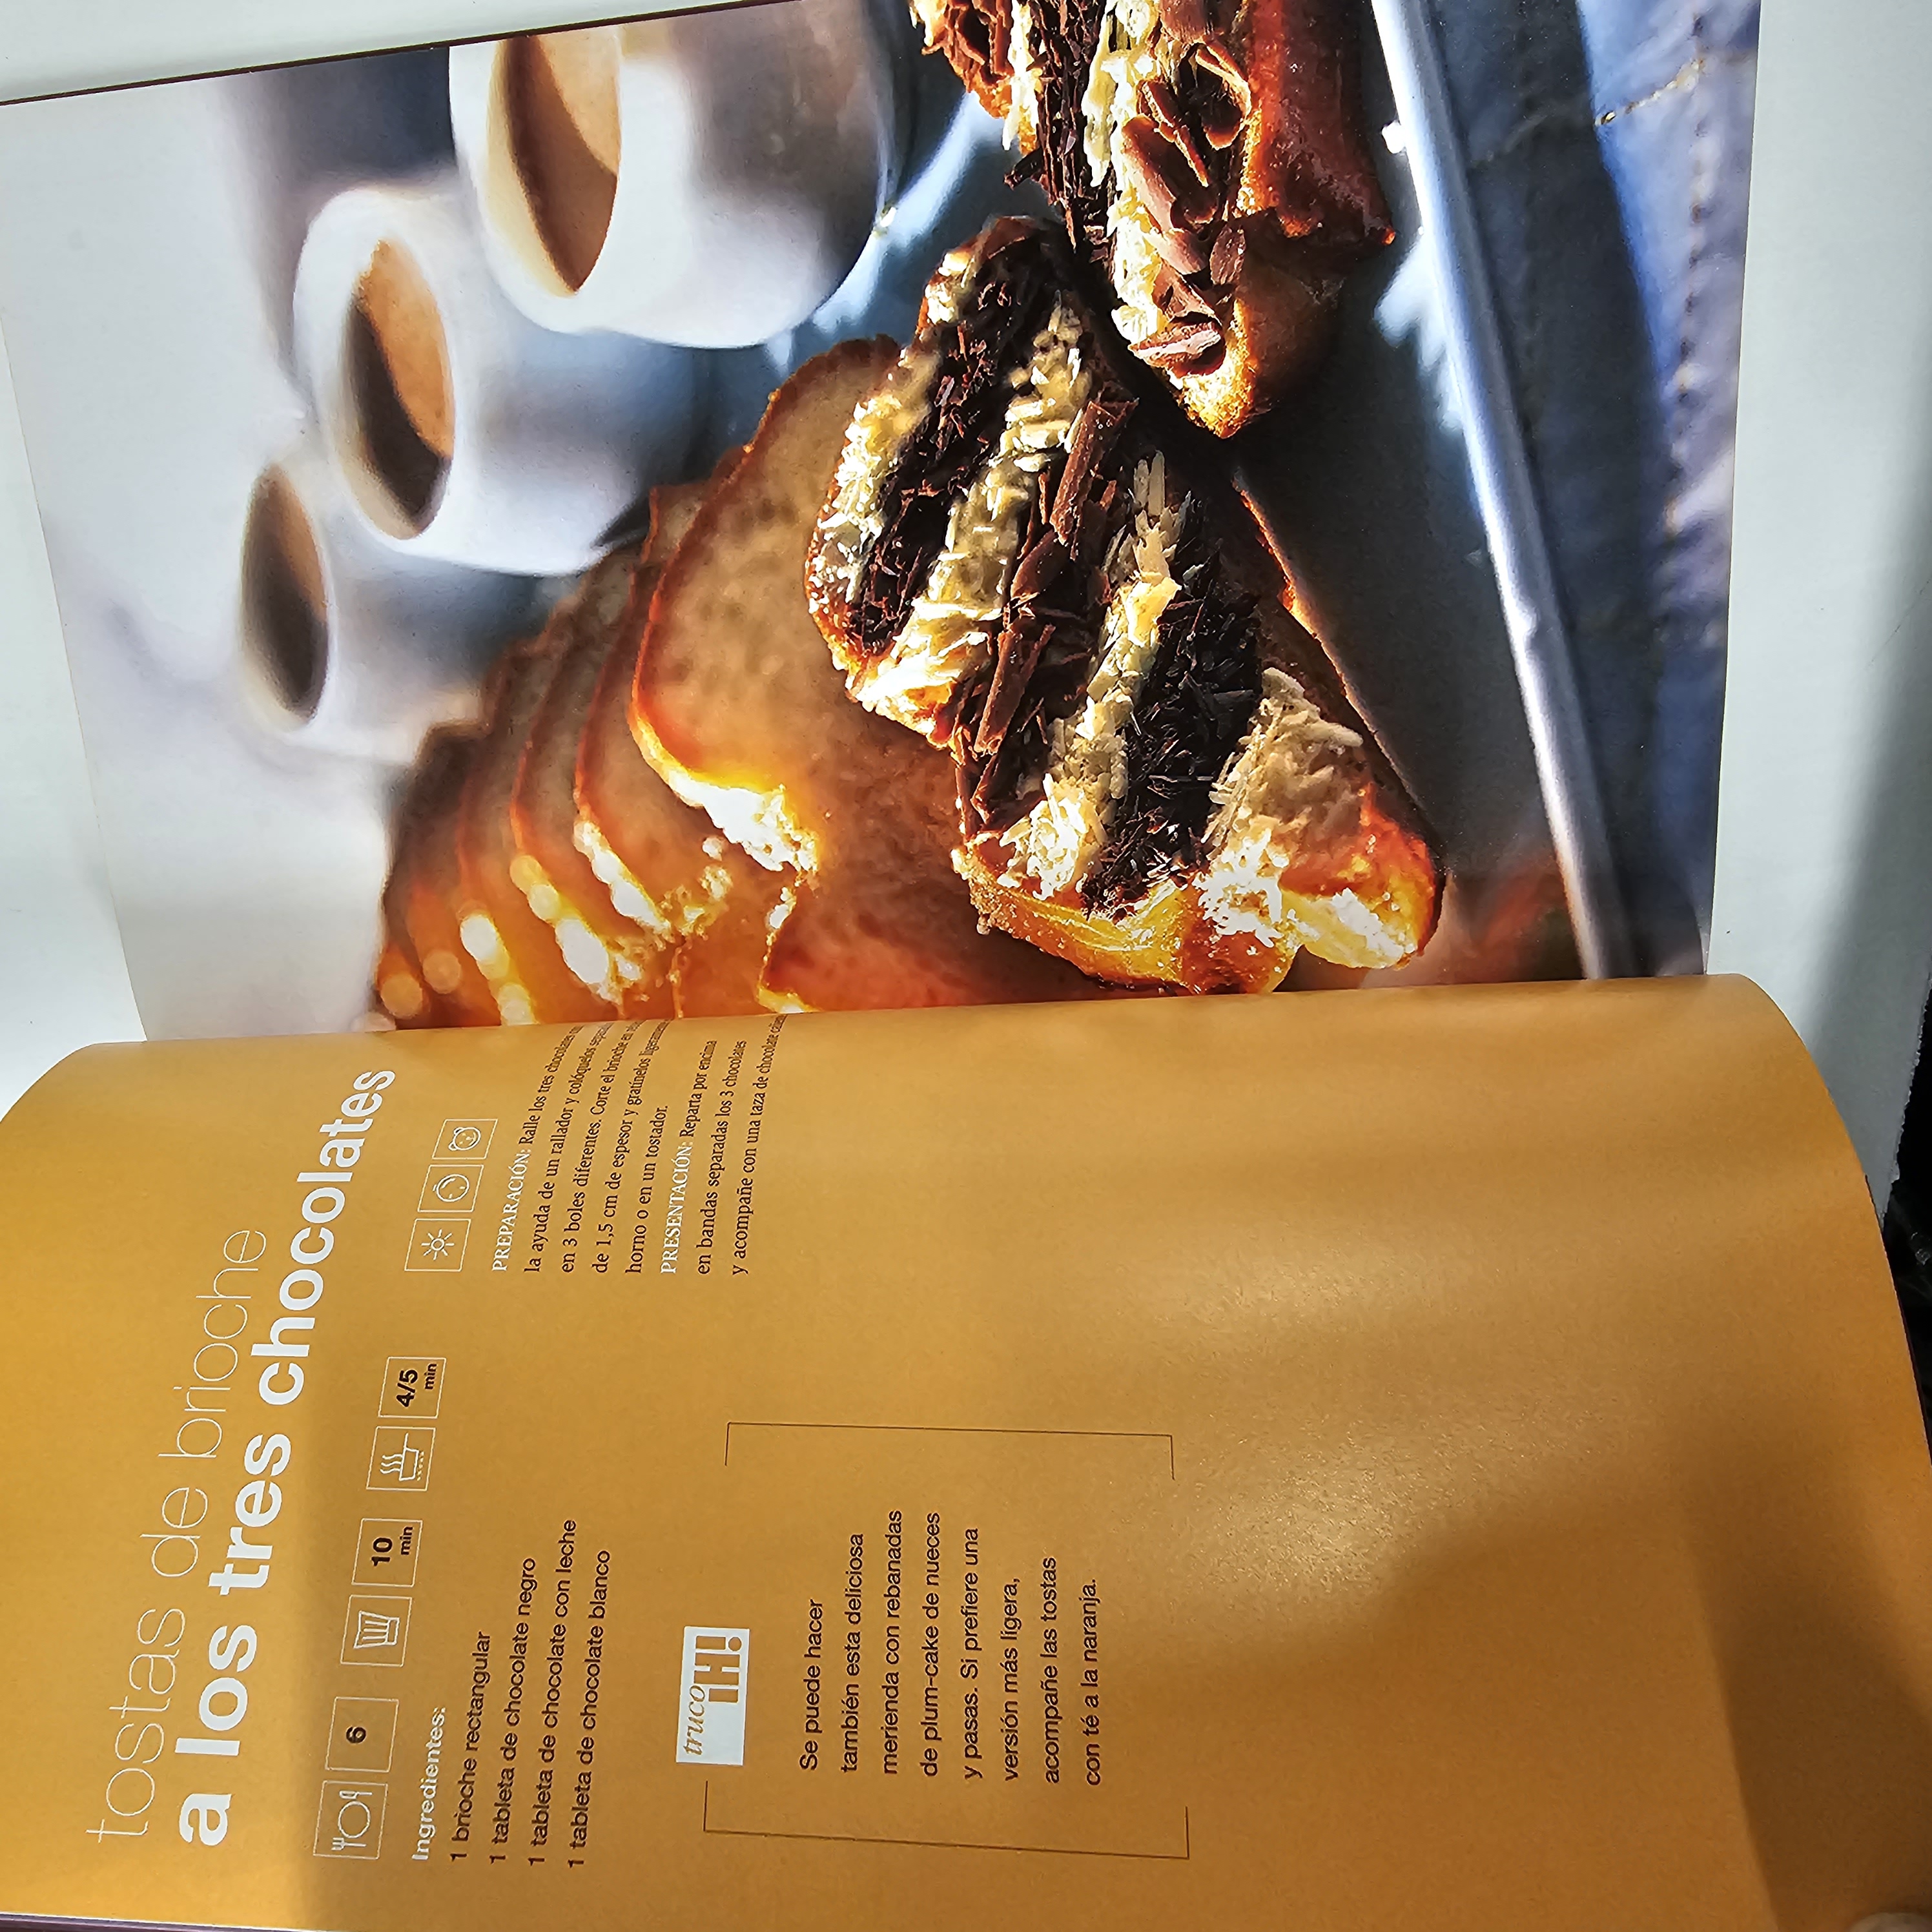 tostas de brioche
a los tres chocolates
6
10
min
4/5
min
Ingredientes:
1 brioche rectangular
1 tableta de chocolate negro
1 tableta de chocolate con leche
1 tableta de chocolate blanco
truco
¡H!
Se puede hacer
también esta deliciosa
merienda con rebanadas
de plum-cake de nueces
y pasas. Si prefiere una
versión más ligera,
acompañe las tostas
con té a la naranja.
PREPARACIÓN: Ralle los tres chocolates con
la ayuda de un rallador y colóquelos
en 3 boles diferentes. Corte el brioche en
de 1,5 cm de espesor y gratínelos ligeramente
horno o en un tostador.
PRESENTACIÓN: Reparta por encima
en bandas separadas los 3 chocolates
y acompañe con una taza de chocolate